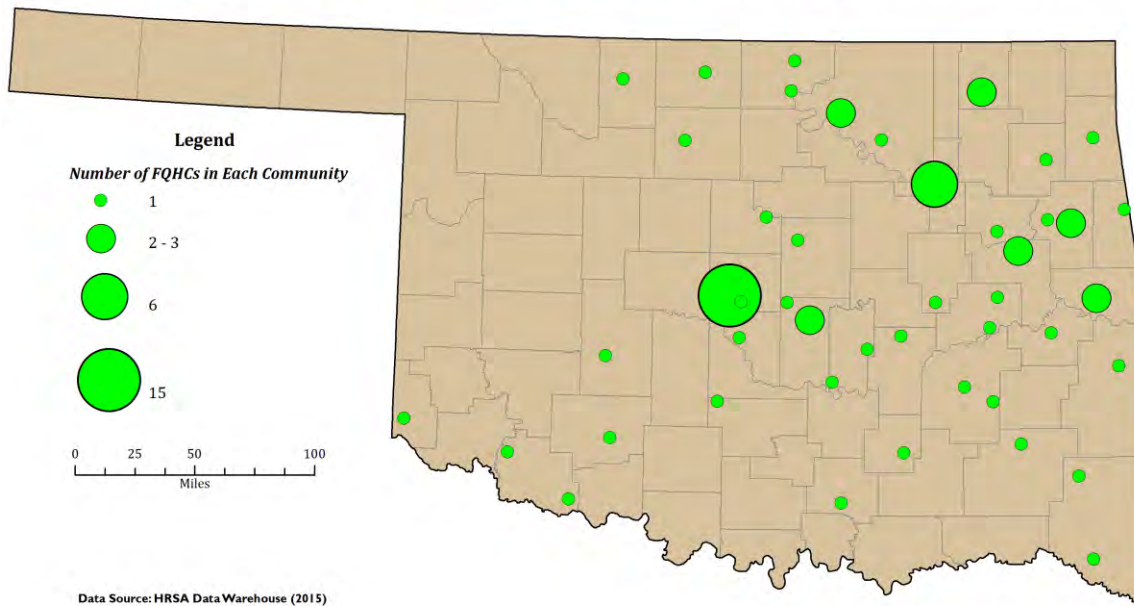 Legend
Number of FQHCs in Each Community
1
2 - 3
6
15
0 25 50 100
Miles
Data Source: HRSA Data Warehouse (2015)